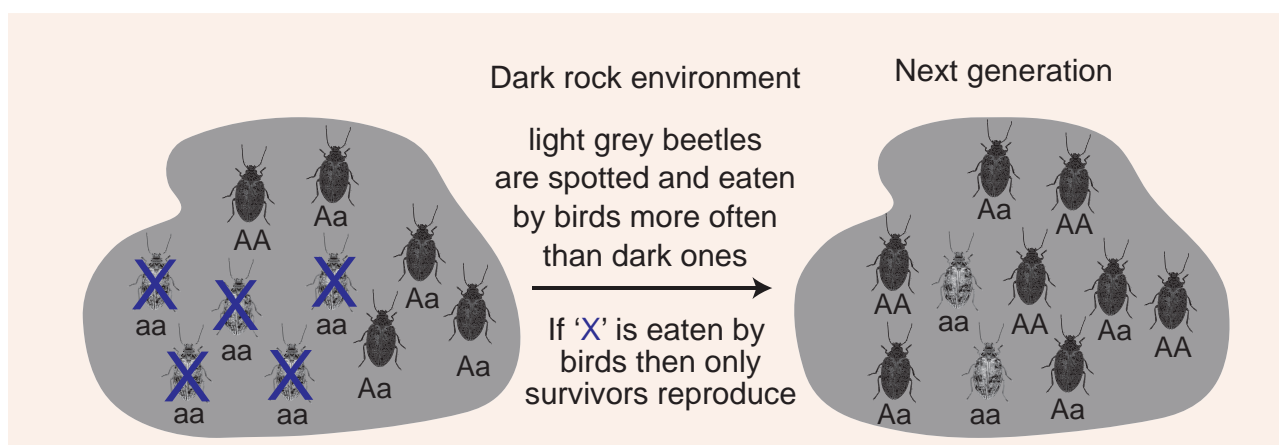 Dark rock environment
Next generation
light grey beetles
are spotted and eaten
by birds more often
than dark ones
If ‘X’ is eaten by
birds then only
survivors reproduce
AA
Aa
Aa
Aa
Aa
aa
aa
aa
aa
aa
X
X
X
X
X
Aa
AA
AA
aa
AA
Aa
AA
Aa
aa
Aa